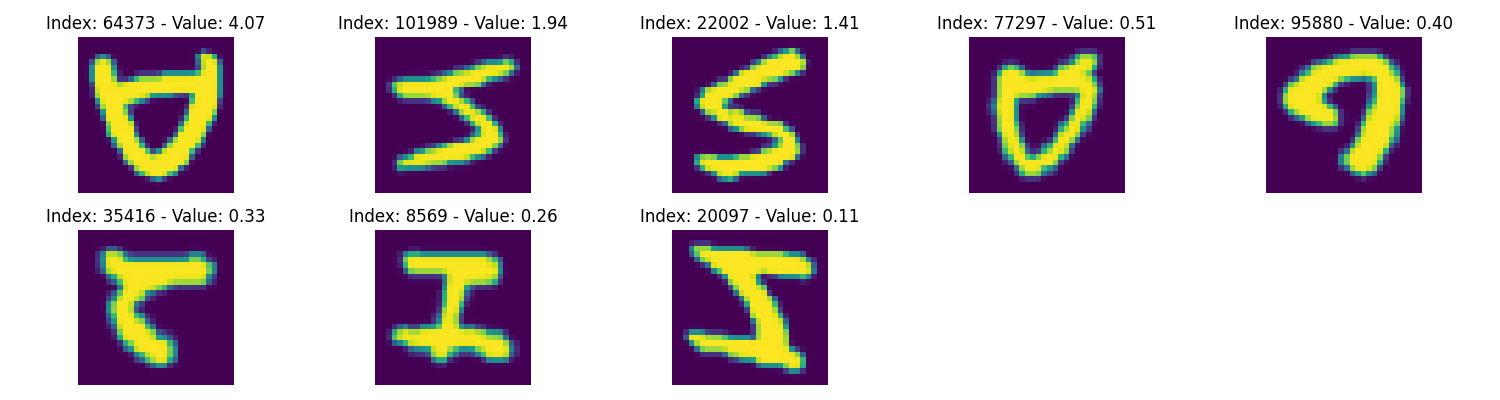 Index: 64373 - Value: 4.07 Index: 101989 - Value: 1.94 Index: 22002 - Value: 1.41 Index: 77297 - Value: 0.51 Index: 95880 - Value: 0.40
Index: 35416 - Value: 0.33 Index: 8569 - Value: 0.26 Index: 20097 - Value: 0.11